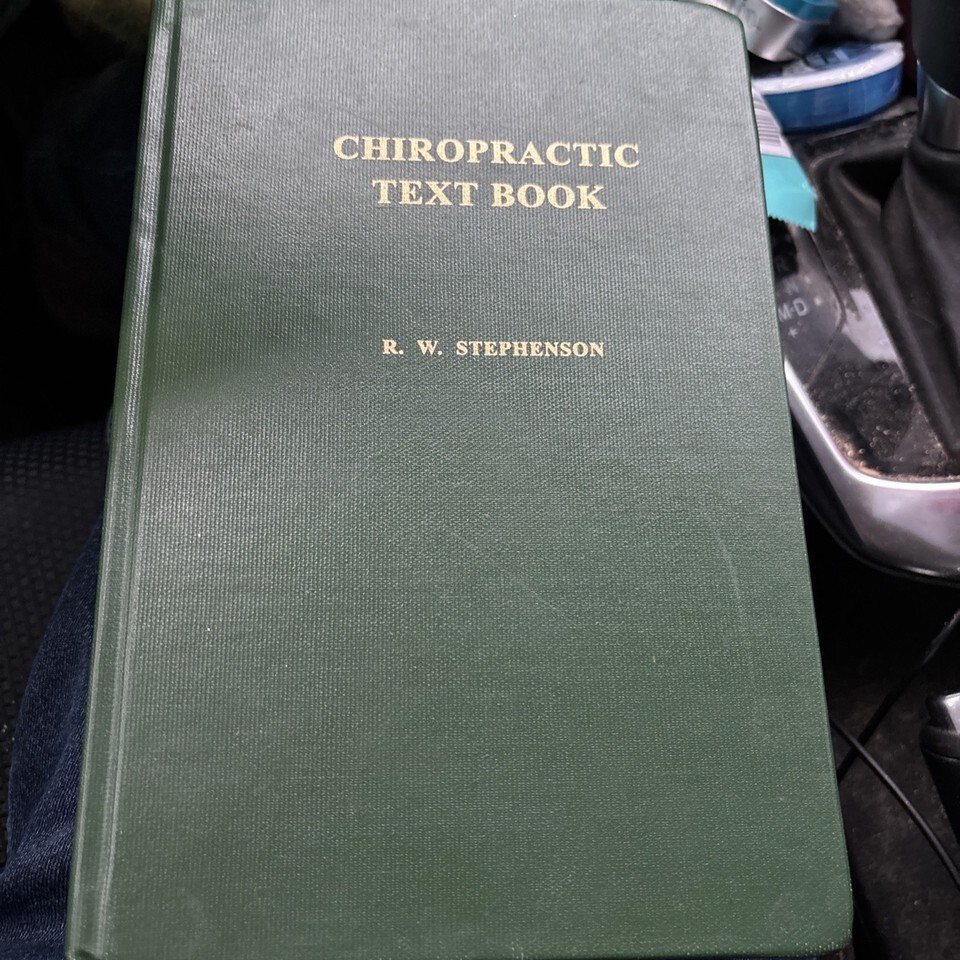 CHIROPRACTIC
TEXT BOOK
R. W. STEPHENSON
M-D
+